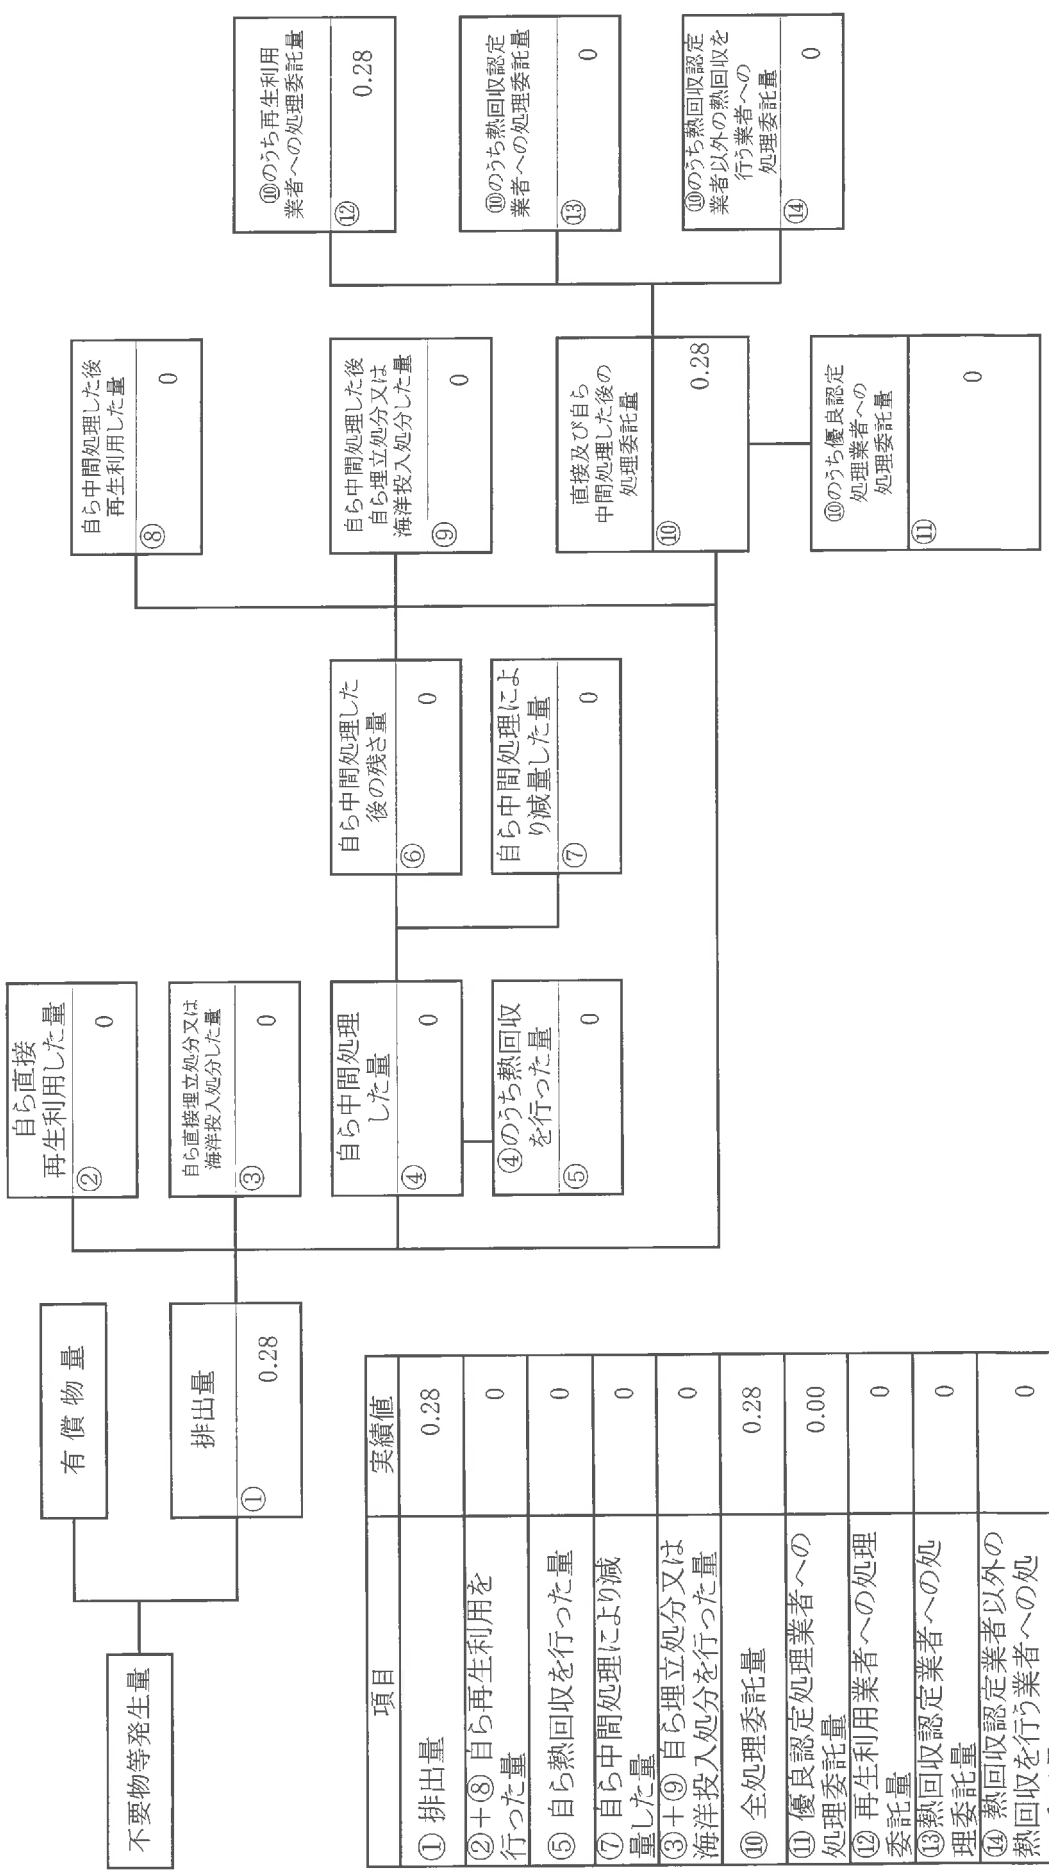 不要物等発生量
有償物量
排出量
①
0.28
自ら直接
再生利用した量
②
0
自ら直接埋立処分又は
海洋投入処分した量
③
0
自ら中間処理
した量
④
0
④のうち熱回収
を行った量
⑤
0
自ら中間処理した
後の残さ量
⑥
0
自ら中間処理によ
り減量した量
⑦
0
自ら中間処理した後
再生利用した量
⑧
0
自ら中間処理した後
自ら埋立処分又は
海洋投入処分した量
⑨
0
直接及び自ら
中間処理した後の
処理委託量
⑩
0.28
⑩のうち優良認定
処理業者への
処理委託量
⑪
0
⑩のうち再生利用
業者への処理委託量
⑫
0.28
⑩のうち熱回収認定
業者への処理委託量
⑬
0
⑩のうち熱回収認定
業者以外の熱回収を
行う業者への
処理委託量
⑭
0
項目 実績値
① 排出量 0.28
②+⑧ 自ら再生利用を
行った量 0
⑤ 自ら熱回収を行った量 0
⑦ 自ら中間処理により減
量した量 0
③+⑨ 自ら埋立処分又は
海洋投入処分を行った量 0
⑩ 全処理委託量 0.28
⑪ 優良認定処理業者への
処理委託量 0.00
⑫ 再生利用業者への処理
委託量 0
⑬熱回収認定業者への処
理委託量 0
⑭ 熱回収認定業者以外の
熱回収を行う業者への処 0